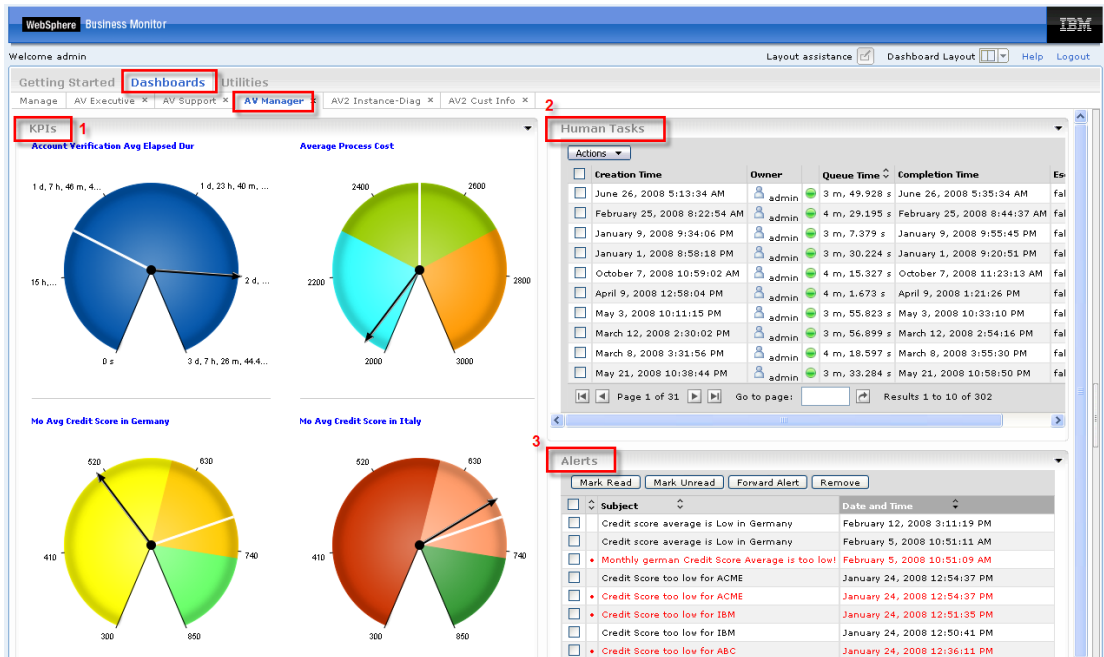 WebSphere Business Monitor
IBM
Welcome admin
Layout assistance
Dashboard Layout
Help
Logout
Getting Started
Dashboards
Utilities
Manage
AV Executive ×
AV Support ×
AV Manager ×
AV2 Instance-Diag ×
AV2 Cust Info ×
KPIs
1
Account Verification Avg Elapsed Dur
1 d, 7 h, 46 m, 4...
1 d, 23 h, 40 m, ...
15 h,...
2 d, ...
0 s
3 d, 7 h, 26 m, 44.4...
Average Process Cost
2400
2600
2200
2800
2000
3000
Mo Avg Credit Score in Germany
520
630
410
740
300
850
Mo Avg Credit Score in Italy
520
630
410
740
300
850
2
Human Tasks
Actions
Creation Time Owner Queue Time Completion Time Es
June 26, 2008 5:13:34 AM admin 3 m, 49.928 s June 26, 2008 5:35:34 AM fal
February 25, 2008 8:22:54 AM admin 4 m, 29.195 s February 25, 2008 8:44:37 AM fal
January 9, 2008 9:34:06 PM admin 3 m, 7.379 s January 9, 2008 9:55:45 PM fal
January 1, 2008 8:58:18 PM admin 3 m, 30.224 s January 1, 2008 9:20:51 PM fal
October 7, 2008 10:59:02 AM admin 4 m, 15.327 s October 7, 2008 11:23:13 AM fal
April 9, 2008 12:58:04 PM admin 4 m, 1.673 s April 9, 2008 1:21:26 PM fal
May 3, 2008 10:11:15 PM admin 3 m, 55.823 s May 3, 2008 10:33:10 PM fal
March 12, 2008 2:30:02 PM admin 3 m, 56.899 s March 12, 2008 2:54:16 PM fal
March 8, 2008 3:31:56 PM admin 4 m, 18.597 s March 8, 2008 3:55:30 PM fal
May 21, 2008 10:38:44 PM admin 3 m, 33.284 s May 21, 2008 10:58:50 PM fal
Page 1 of 31 Go to page: Results 1 to 10 of 302
3
Alerts
Mark Read
Mark Unread
Forward Alert
Remove
Subject Date and Time
Credit score average is Low in Germany February 12, 2008 3:11:19 PM
Credit score average is Low in Germany February 5, 2008 10:51:11 AM
Monthly german Credit Score Average is too low! February 5, 2008 10:51:09 AM
Credit Score too low for ACME January 24, 2008 12:54:37 PM
Credit Score too low for ACME January 24, 2008 12:54:37 PM
Credit Score too low for IBM January 24, 2008 12:51:35 PM
Credit Score too low for IBM January 24, 2008 12:50:41 PM
Credit Score too low for ABC January 24, 2008 12:36:11 PM